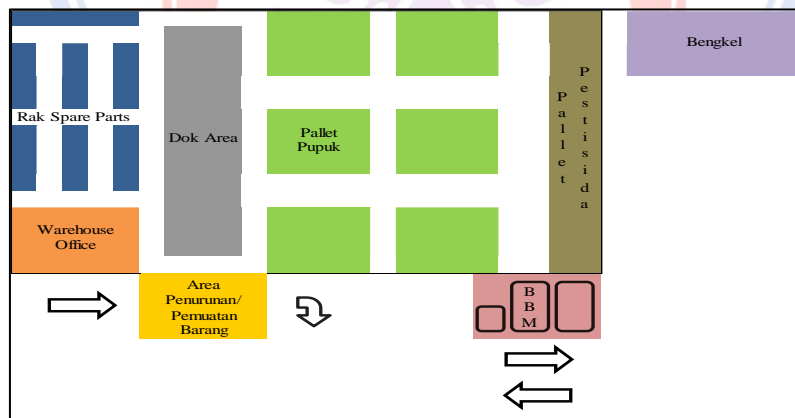 Bengkel
Rak Spare Parts
Dok Area
Pallet
Pupuk
Pallet
Pestisida
Warehouse
Office
Area
Penurunan/
Pemuatan
Barang
BBM